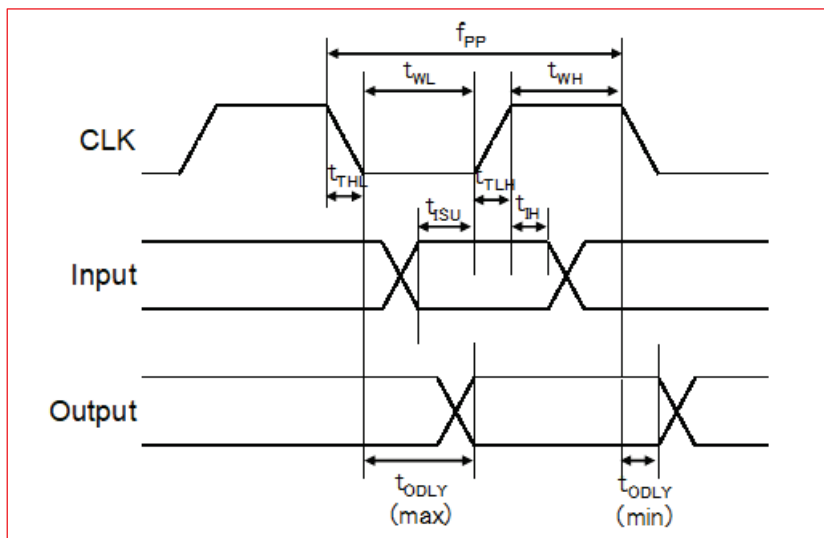 fPP
tWL
tWH
CLK
tTHL
tTLH
tISU
tIH
Input
Output
tODLY
(max)
tODLY
(min)